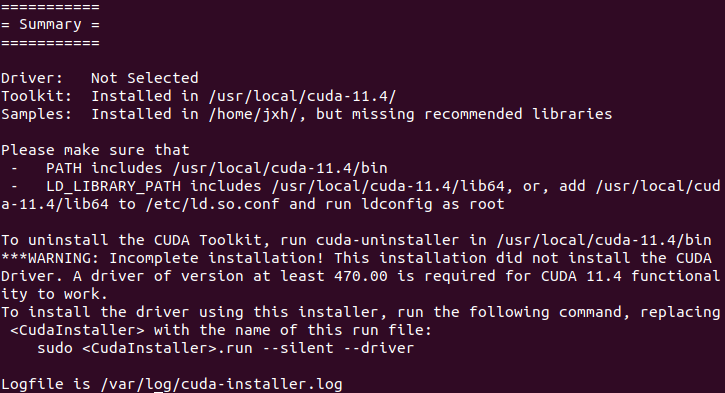 ===========
= Summary =
===========
Driver:   Not Selected
Toolkit:  Installed in /usr/local/cuda-11.4/
Samples:  Installed in /home/jxh/, but missing recommended libraries
Please make sure that
 -   PATH includes /usr/local/cuda-11.4/bin
 -   LD_LIBRARY_PATH includes /usr/local/cuda-11.4/lib64, or, add /usr/local/cud
a-11.4/lib64 to /etc/ld.so.conf and run ldconfig as root
To uninstall the CUDA Toolkit, run cuda-uninstaller in /usr/local/cuda-11.4/bin
***WARNING: Incomplete installation! This installation did not install the CUDA
Driver. A driver of version at least 470.00 is required for CUDA 11.4 functional
ity to work.
To install the driver using this installer, run the following command, replacing
 <CudaInstaller> with the name of this run file:
    sudo <CudaInstaller>.run --silent --driver
Logfile is /var/log/cuda-installer.log